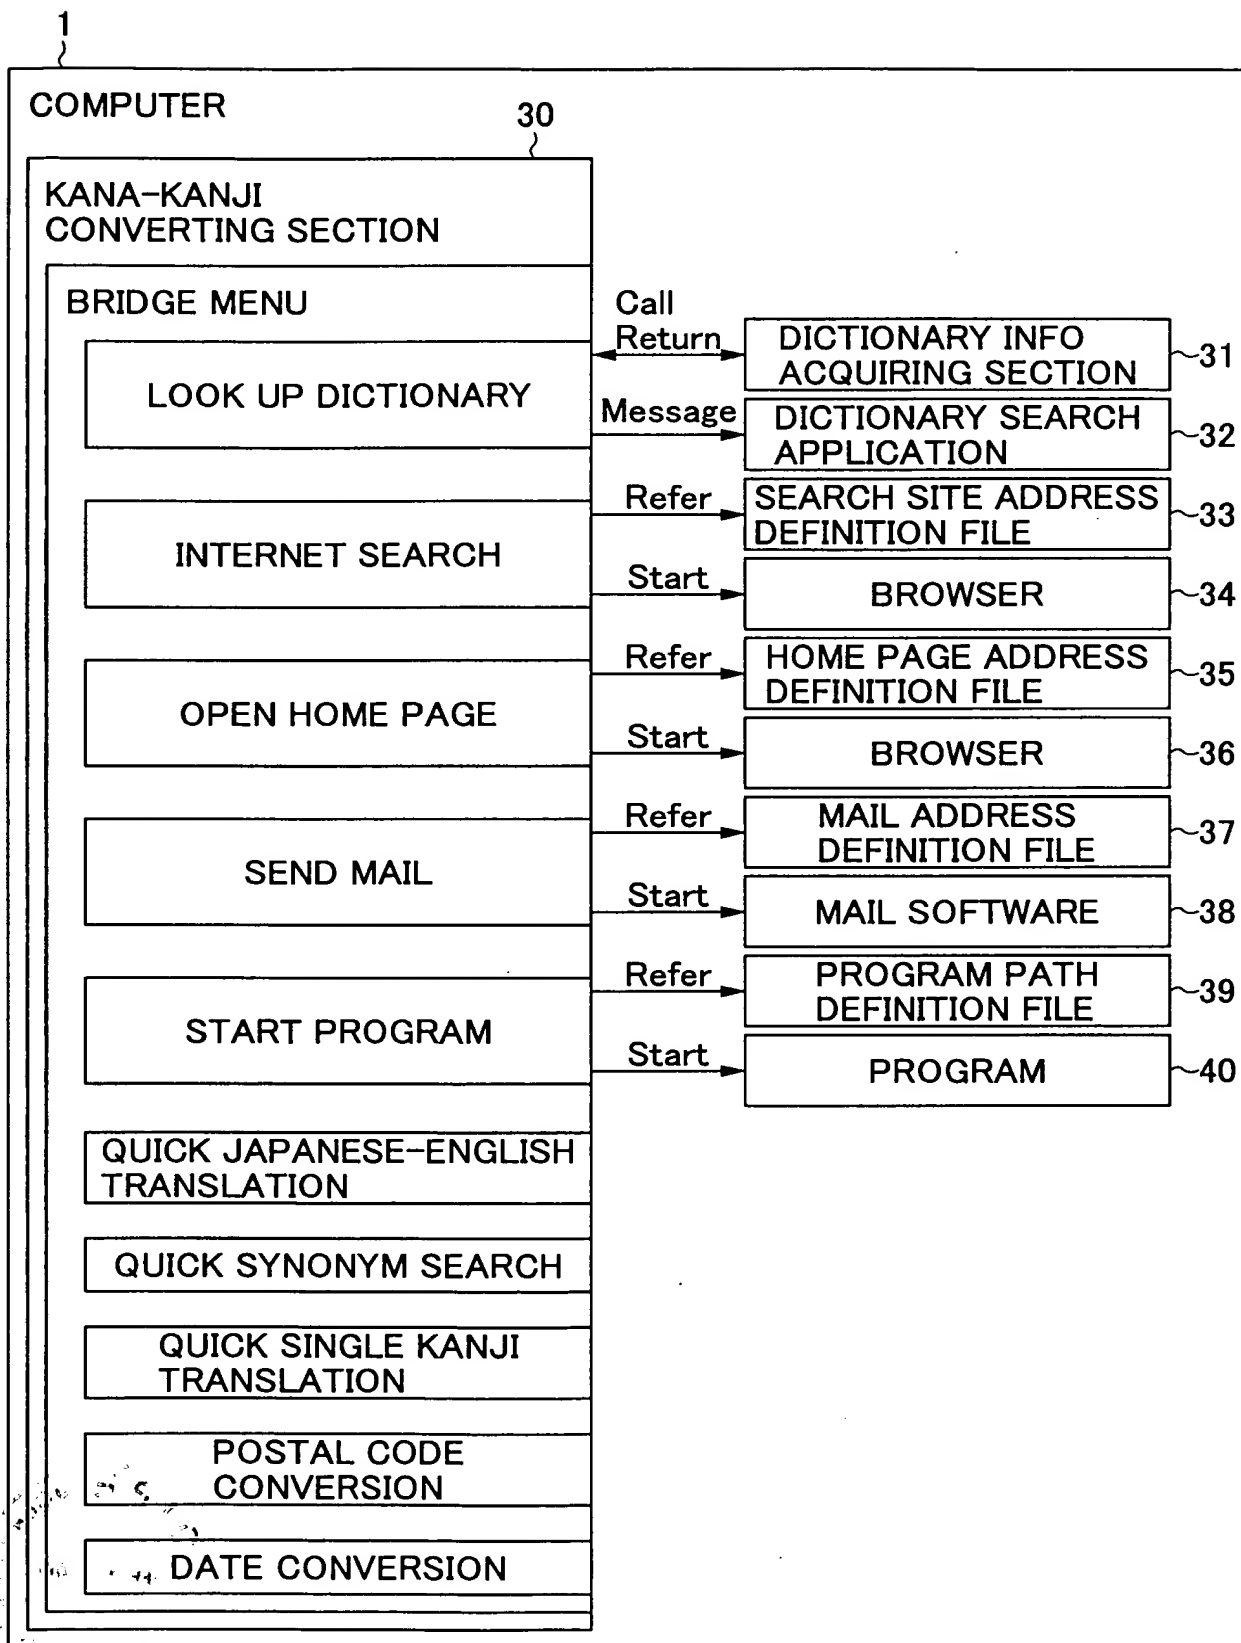 1
COMPUTER
30
KANA-KANJI
CONVERTING SECTION
BRIDGE MENU
LOOK UP DICTIONARY
Call
Return
DICTIONARY INFO
ACQUIRING SECTION
31
Message
DICTIONARY SEARCH
APPLICATION
32
INTERNET SEARCH
Refer
SEARCH SITE ADDRESS
DEFINITION FILE
33
Start
BROWSER
34
OPEN HOME PAGE
Refer
HOME PAGE ADDRESS
DEFINITION FILE
35
Start
BROWSER
36
SEND MAIL
Refer
MAIL ADDRESS
DEFINITION FILE
37
Start
MAIL SOFTWARE
38
START PROGRAM
Refer
PROGRAM PATH
DEFINITION FILE
39
Start
PROGRAM
40
QUICK JAPANESE-ENGLISH
TRANSLATION
QUICK SYNONYM SEARCH
QUICK SINGLE KANJI
TRANSLATION
POSTAL CODE
CONVERSION
DATE CONVERSION